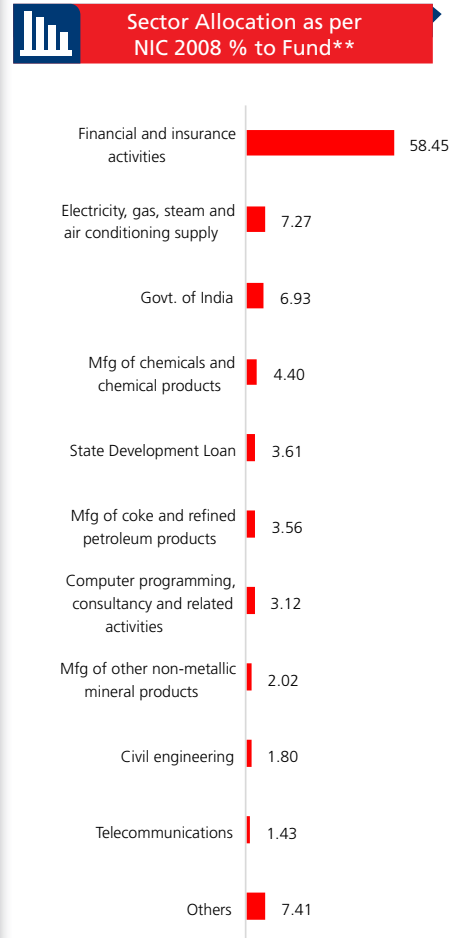 Sector Allocation as per
NIC 2008 % to Fund**
Financial and insurance
activities
58.45
Electricity, gas, steam and
air conditioning supply
7.27
Govt. of India
6.93
Mfg of chemicals and
chemical products
4.40
State Development Loan
3.61
Mfg of coke and refined
petroleum products
3.56
Computer programming,
consultancy and related
activities
3.12
Mfg of other non-metallic
mineral products
2.02
Civil engineering
1.80
Telecommunications
1.43
Others
7.41